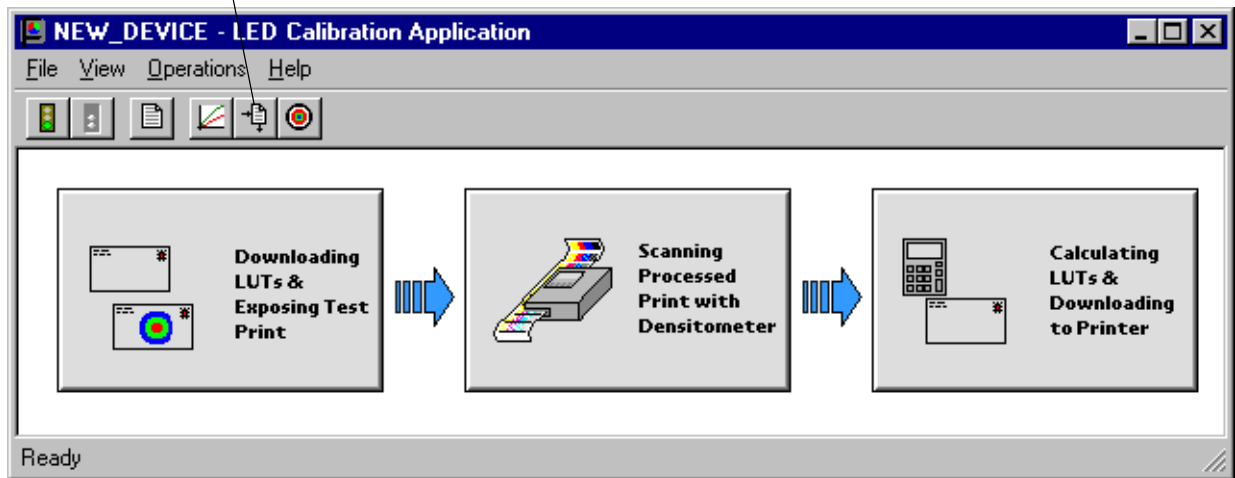 NEW_DEVICE - LED Calibration Application
File View Operations Help
Downloading
LUTs &
Exposing Test
Print
Scanning
Processed
Print with
Densitometer
Calculating
LUTs &
Downloading
to Printer
Ready